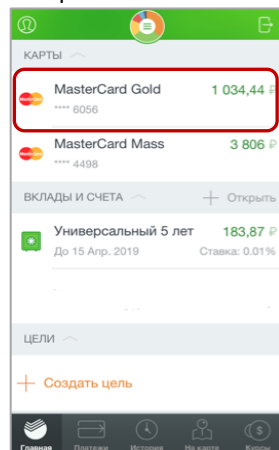 КАРТЫ
MasterCard Gold 1 034,44 ₽
**** 6056
MasterCard Mass 3 806 ₽
**** 4498
ВКЛАДЫ И СЧЕТА + Открыть
Универсальный 5 лет 183,87 ₽
До 15 Апр. 2019 Ставка: 0.01%
ЦЕЛИ
+ Создать цель
Главная Платежи История На карте Курсы